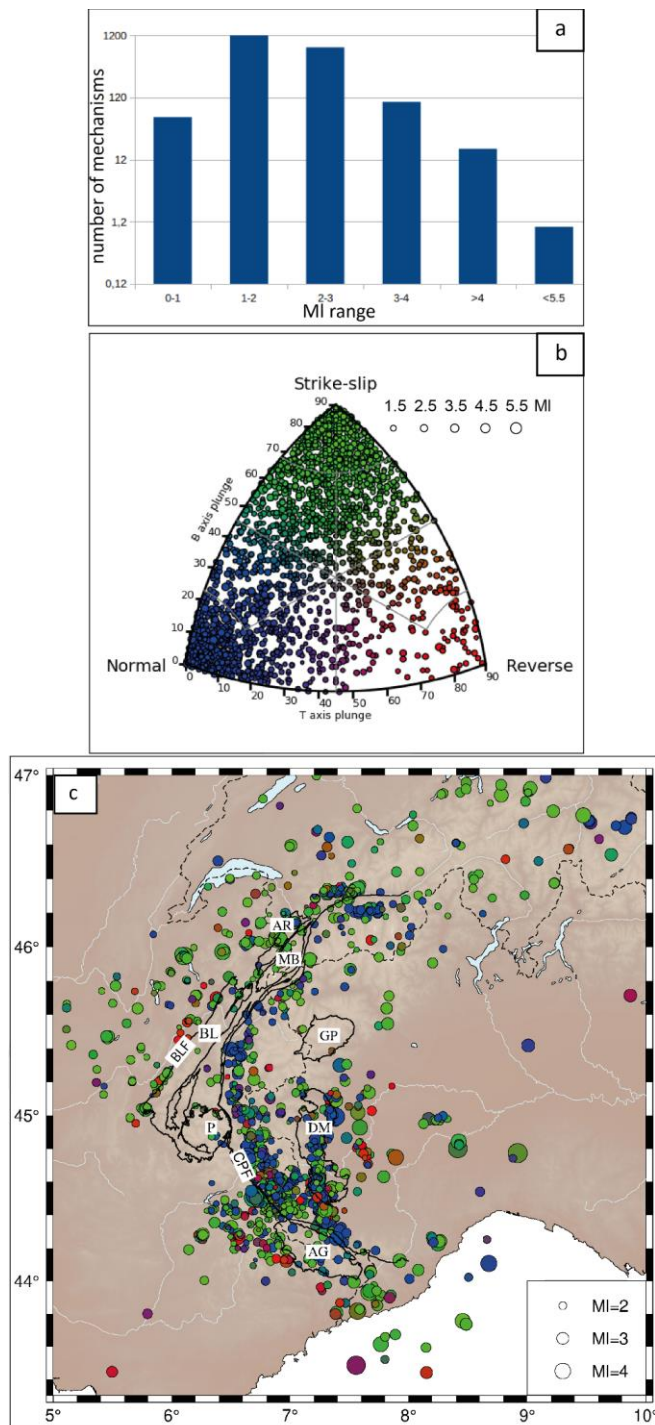 a
1200
120
12
1,2
0,12
number of mechanisms
0-1 1-2 2-3 3-4 >4 <5.5
Ml range
b
Strike-slip
1.5 2.5 3.5 4.5 5.5 Ml
90
80
70
60
50
40
30
20
10
0
B axis plunge
Normal
Reverse
0 10 20 30 40 50 60 70 80 90
T axis plunge
c
47°
46°
45°
44°
AR
MB
BL
BLF
GP
P
DM
CPF
AG
Ml=2
Ml=3
Ml=4
5° 6° 7° 8° 9° 10°